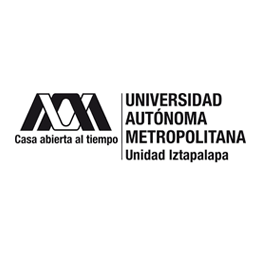 Casa abierta al tiempo
UNIVERSIDAD
AUTÓNOMA
METROPOLITANA
Unidad Iztapalapa